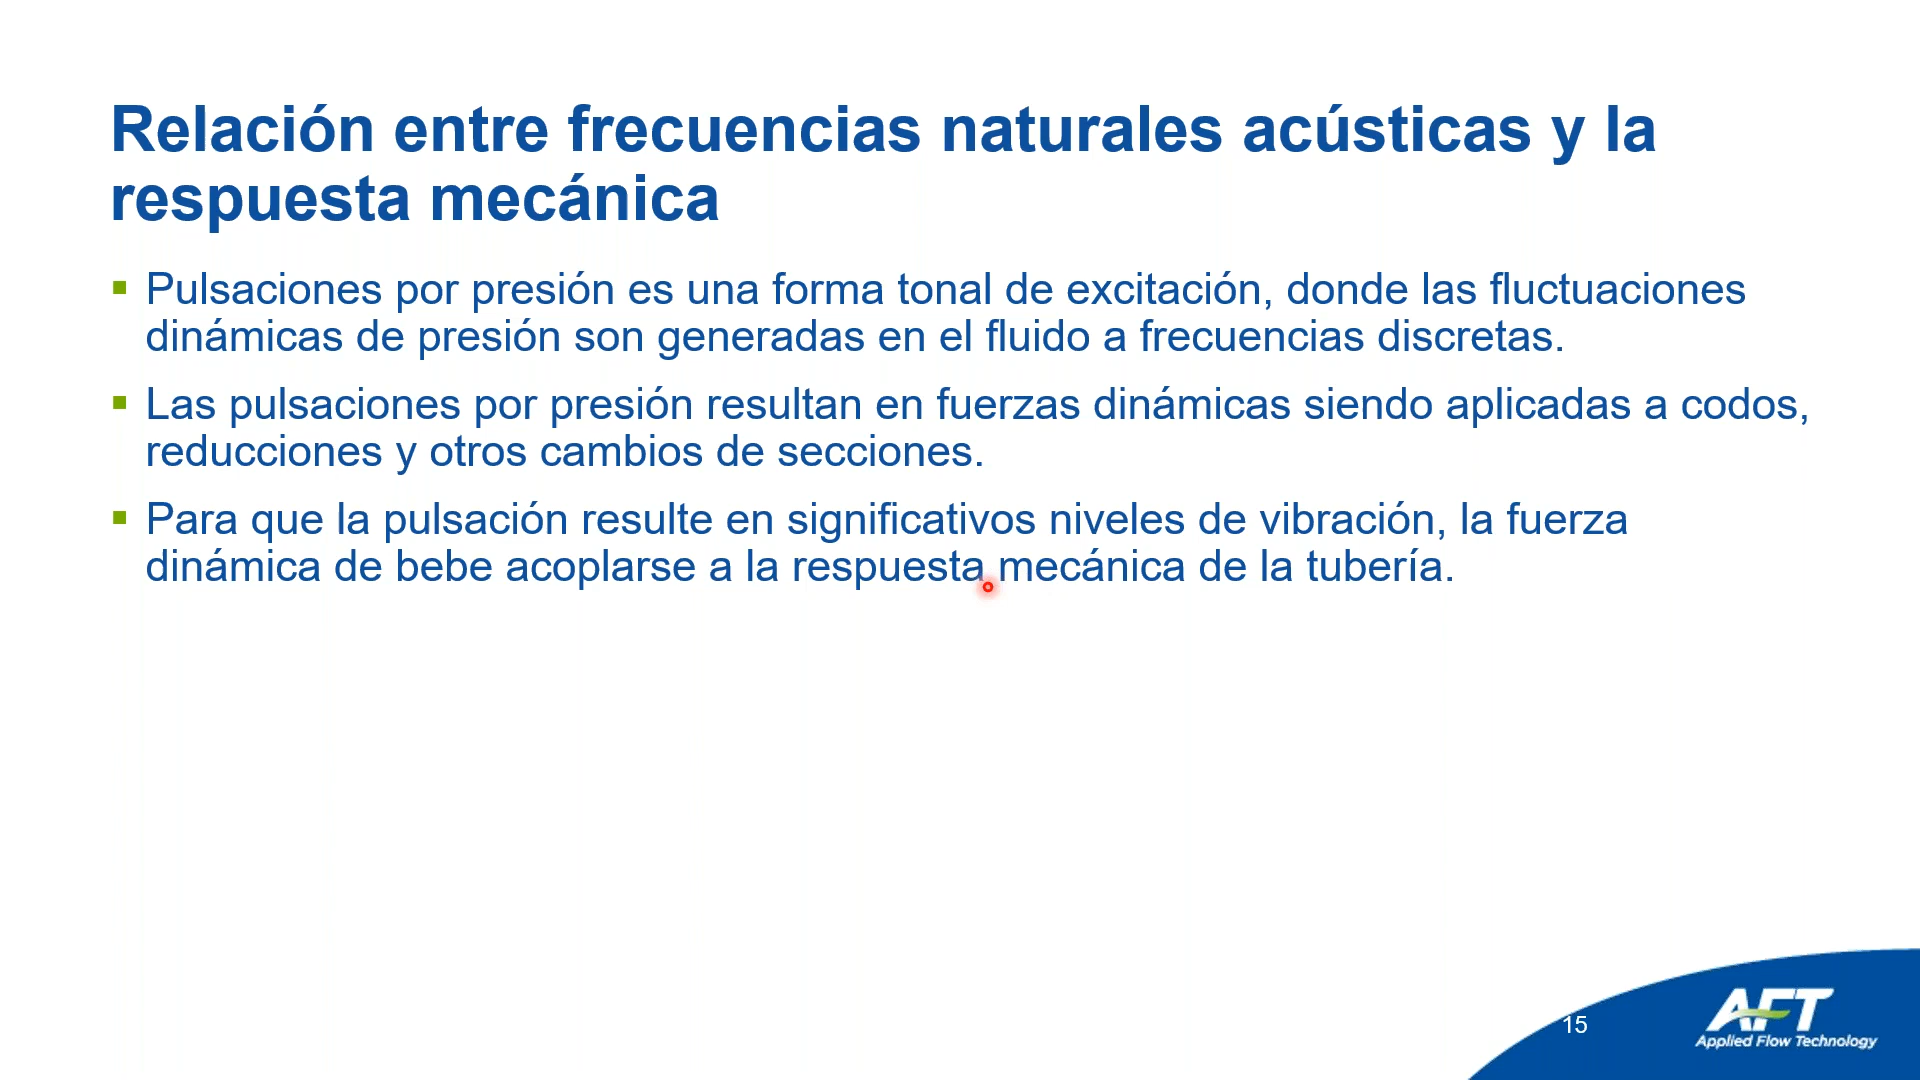 Relación entre frecuencias naturales acústicas y la
respuesta mecánica
Pulsaciones por presión es una forma tonal de excitación, donde las fluctuaciones
dinámicas de presión son generadas en el fluido a frecuencias discretas.
Las pulsaciones por presión resultan en fuerzas dinámicas siendo aplicadas a codos,
reducciones y otros cambios de secciones.
Para que la pulsación resulte en significativos niveles de vibración, la fuerza
dinámica de bebe acoplarse a la respuesta mecánica de la tubería.
15
AFT
Applied Flow Technology